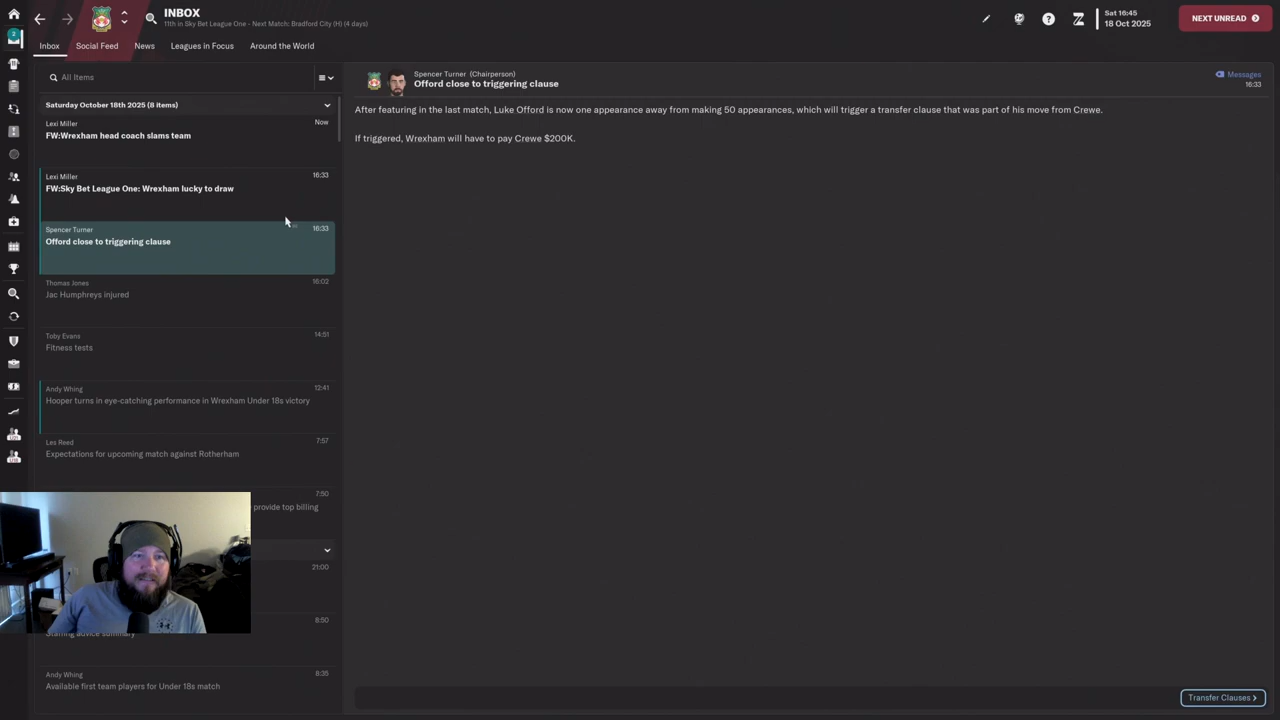 INBOX
11th in Sky Bet League One - Next Match: Bradford City (H) (4 days)
Sat 16:45
18 Oct 2025
NEXT UNREAD
2
Inbox
Social Feed
News
Leagues in Focus
Around the World
All Items
Saturday October 18th 2025 (8 items)
Lexi Miller
Now
FW:Wrexham head coach slams team
Lexi Miller
16:33
FW:Sky Bet League One: Wrexham lucky to draw
Spencer Turner
16:33
Offord close to triggering clause
Thomas Jones
16:02
Jac Humphreys injured
Toby Evans
14:51
Fitness tests
Andy Whing
12:41
Hooper turns in eye-catching performance in Wrexham Under 18s victory
Les Reed
7:57
Expectations for upcoming match against Rotherham
7:50
provide top billing
21:00
8:50
Staffing advice summary
Andy Whing
8:35
Available first team players for Under 18s match
Spencer Turner (Chairperson)
Offord close to triggering clause
Messages
16:33
After featuring in the last match, Luke Offord is now one appearance away from making 50 appearances, which will trigger a transfer clause that was part of his move from Crewe.
If triggered, Wrexham will have to pay Crewe $200K.
Transfer Clauses